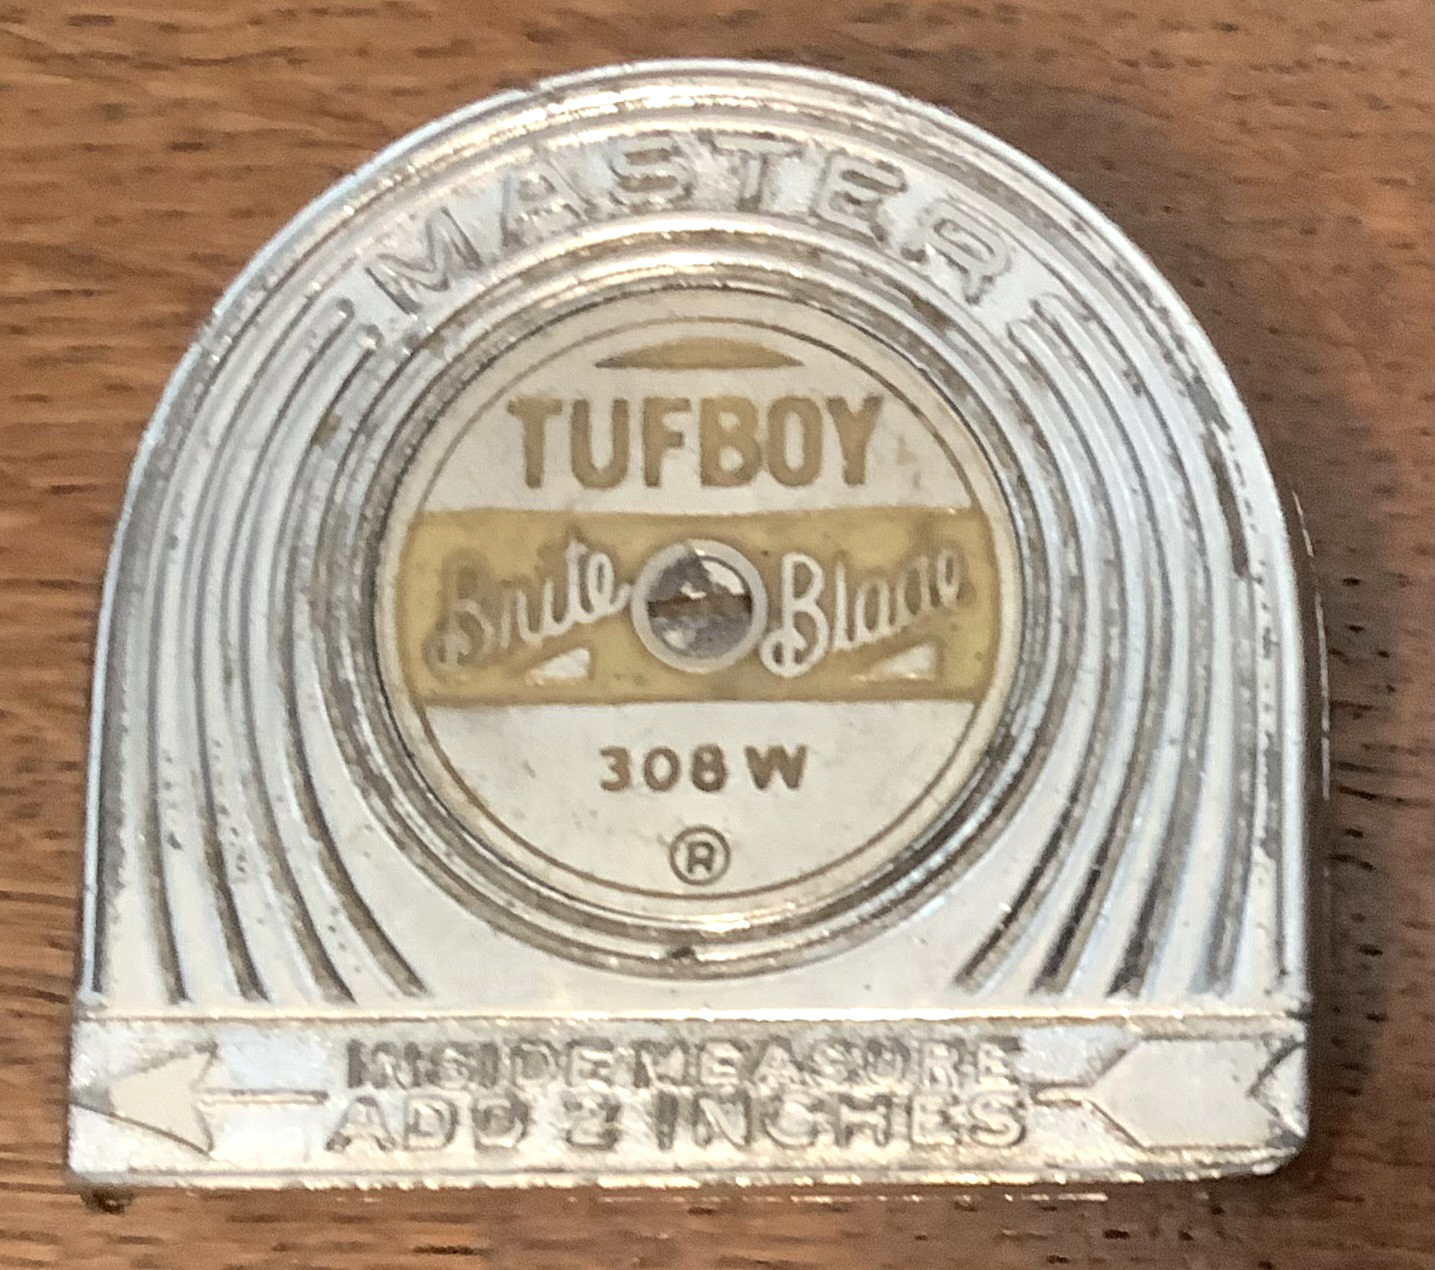 MASTER
TUFBOY
Brite Blade
308 W
®
INSIDE MEASURE
ADD 2 INCHES